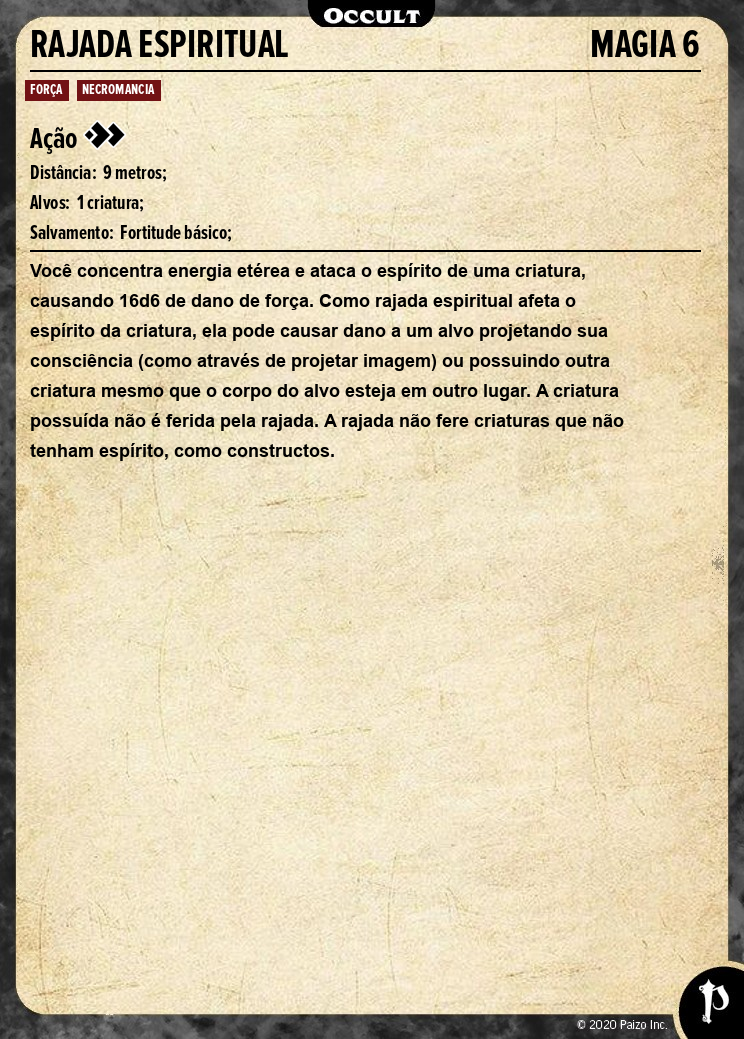 OCCULT
RAJADA ESPIRITUAL MAGIA 6
FORÇA NECROMANCIA
Ação
Distância: 9 metros;
Alvos: 1 criatura;
Salvamento: Fortitude básico;
Você concentra energia etérea e ataca o espírito de uma criatura,
causando 16d6 de dano de força. Como rajada espiritual afeta o
espírito da criatura, ela pode causar dano a um alvo projetando sua
consciência (como através de projetar imagem) ou possuindo outra
criatura mesmo que o corpo do alvo esteja em outro lugar. A criatura
possuída não é ferida pela rajada. A rajada não fere criaturas que não
tenham espírito, como constructos.
© 2020 Paizo Inc.
P